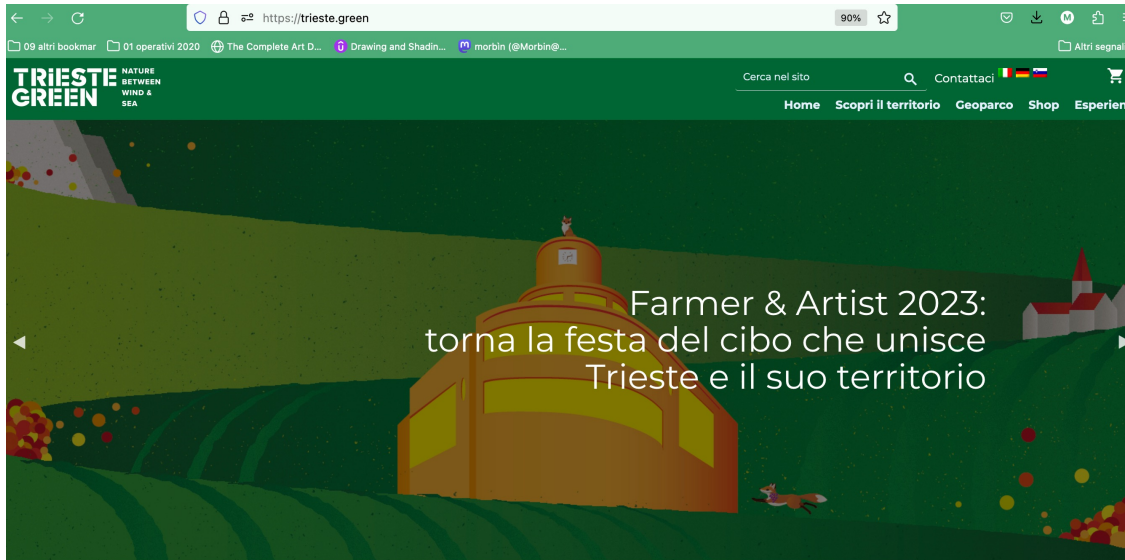 https://trieste.green
90%
M
09 altri bookmar
01 operativi 2020
The Complete Art D...
Drawing and Shadin...
morbin (@Morbin@...
Altri segnali
TRiESTE
GREEN
NATURE
BETWEEN
WIND &
SEA
Cerca nel sito
Contattaci
Home
Scopri il territorio
Geoparco
Shop
Esperien
Farmer & Artist 2023:
torna la festa del cibo che unisce
Trieste e il suo territorio